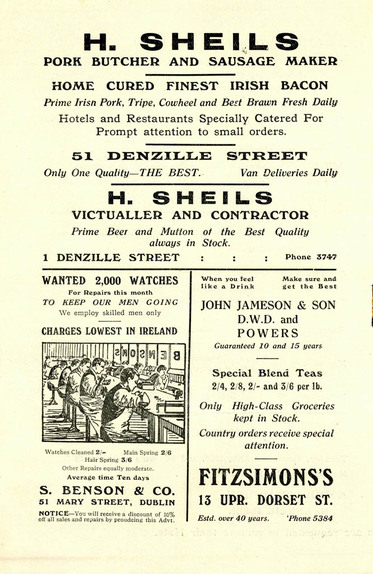 H. SHEILS
PORK BUTCHER AND SAUSAGE MAKER
HOME CURED FINEST IRISH BACON
Prime Irisn Pork, Tripe, Cowheel and Best Brawn Fresh Daily
Hotels and Restaurants Specially Catered For
Prompt attention to small orders.
51 DENZILLE STREET
Only One Quality—THE BEST. Van Deliveries Daily
H. SHEILS
VICTUALLER AND CONTRACTOR
Prime Beer and Mutton of the Best Quality
always in Stock.
1 DENZILLE STREET : : : Phone 3747
WANTED 2,000 WATCHES
For Repairs this month
TO KEEP OUR MEN GOING
We employ skilled men only
CHARGES LOWEST IN IRELAND
BENSONS
Watches Cleaned 2/- Main Spring 2/6
Hair Spring 3/6
Other Repairs equally moderate.
Average time Ten days
S. BENSON & CO.
51 MARY STREET, DUBLIN
NOTICE—You will receive a discount of 10%
off all sales and repairs by producing this Advt.
When you feel like a Drink
Make sure and get the Best
JOHN JAMESON & SON
D.W.D. and
POWERS
Guaranteed 10 and 15 years
Special Blend Teas
2/4, 2/8, 2/- and 3/6 per lb.
Only High-Class Groceries
kept in Stock.
Country orders receive special
attention.
FITZSIMONS'S
13 UPR. DORSET ST.
Estd. over 40 years. 'Phone 5384